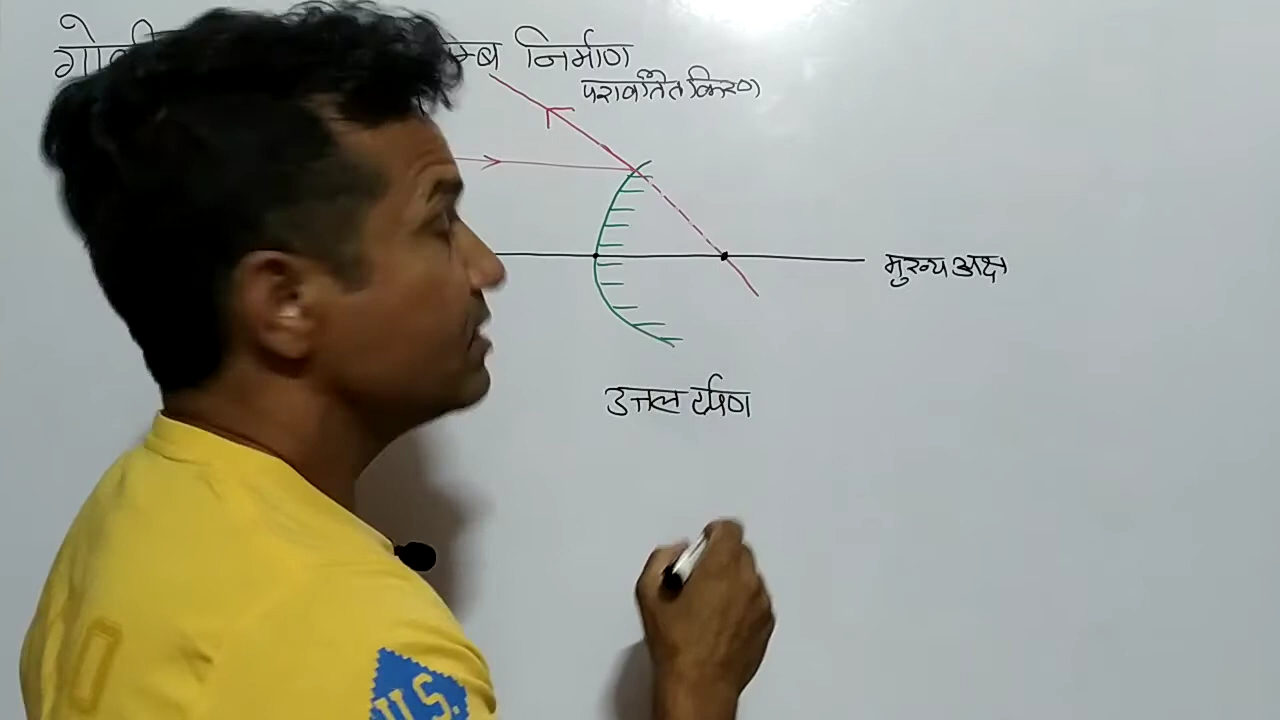 निर्माण
परावर्तित किरण
मुख्य अक्ष
उत्तल दर्पण
U.S.